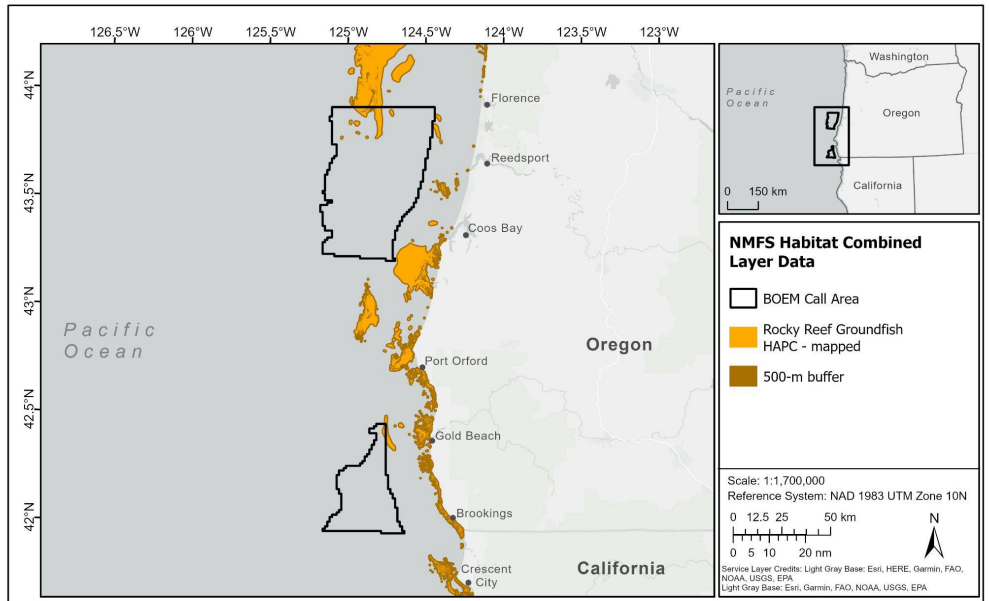 126.5°W 126°W 125.5°W 125°W 124.5°W 124°W 123.5°W 123°W
44°N
43.5°N
43°N
42.5°N
42°N
Florence
Reedsport
Coos Bay
Pacific
Ocean
Oregon
Port Orford
Gold Beach
Brookings
Crescent
City
California
Washington
Pacific
Ocean
Oregon
California
0 150 km
NMFS Habitat Combined
Layer Data
BOEM Call Area
Rocky Reef Groundfish
HAPC - mapped
500-m buffer
Scale: 1:1,700,000
Reference System: NAD 1983 UTM Zone 10N
0 12.5 25 50 km
0 5 10 20 nm
N
Service Layer Credits: Light Gray Base: Esri, HERE, Garmin, FAO,
NOAA, USGS, EPA
Light Gray Base: Esri, Garmin, FAO, NOAA, USGS, EPA